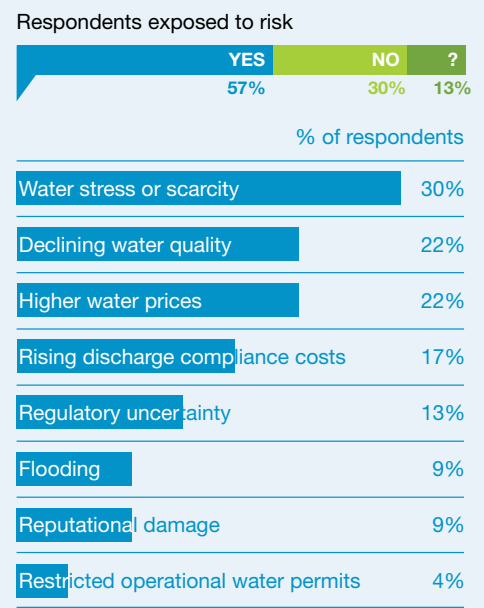 Respondents exposed to risk
YES NO ?
57% 30% 13%
% of respondents
Water stress or scarcity 30%
Declining water quality 22%
Higher water prices 22%
Rising discharge compliance costs 17%
Regulatory uncertainty 13%
Flooding 9%
Reputational damage 9%
Restricted operational water permits 4%